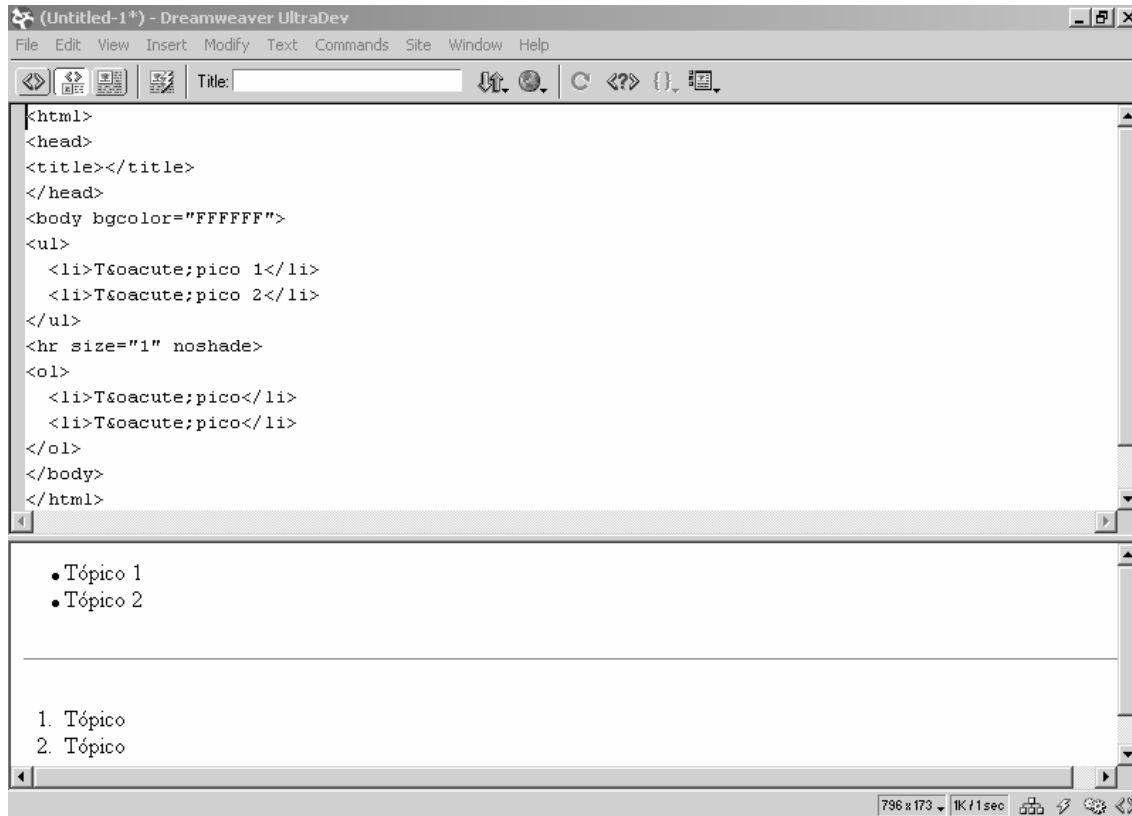 (Untitled-1*) - Dreamweaver UltraDev
File Edit View Insert Modify Text Commands Site Window Help
Title:
<html>
<head>
<title></title>
</head>
<body bgcolor="FFFFFF">
<ul>
<li>T&oacute;pico 1</li>
<li>T&oacute;pico 2</li>
</ul>
<hr size="1" noshade>
<ol>
<li>T&oacute;pico</li>
<li>T&oacute;pico</li>
</ol>
</body>
</html>
• Tópico 1
• Tópico 2
1. Tópico
2. Tópico
796 x 173 1K / 1 sec